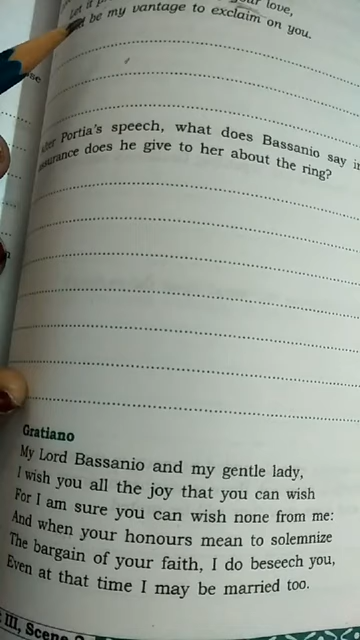 Let it
your love,
be my vantage to exclaim on you.
Portia's speech, what does Bassanio say in
assurance does he give to her about the ring?
Gratiano
My Lord Bassanio and my gentle lady,
I wish you all the joy that you can wish
For I am sure you can wish none from me:
And when your honours mean to solemnize
The bargain of your faith, I do beseech you,
Even at that time I may be married too.
III, Scene